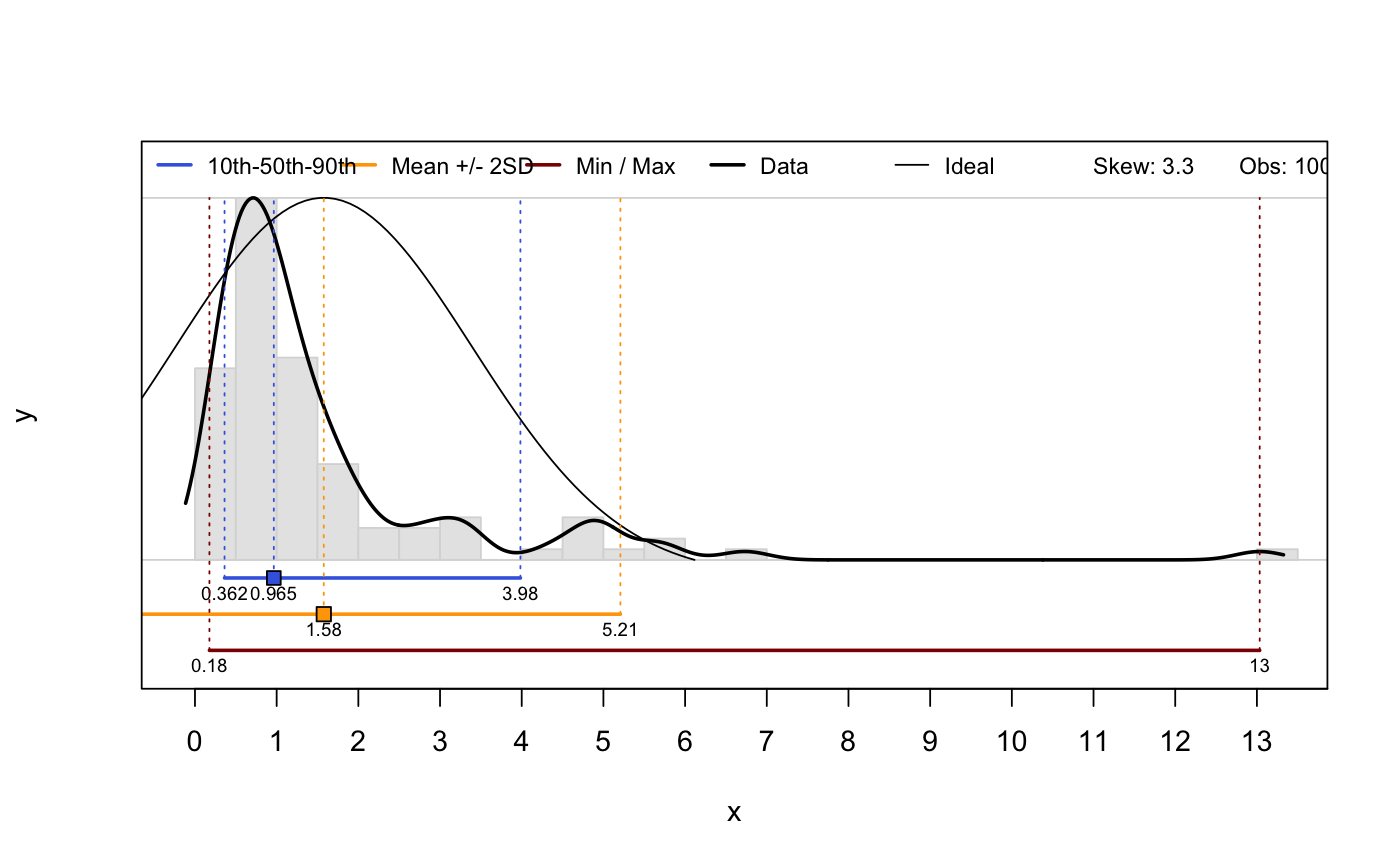 10th-50th-90th Mean +/- 2SD Min / Max Data Ideal Skew: 3.3 Obs: 100
y
0.362 0.965 3.98
1.58 5.21
0.18 13
0 1 2 3 4 5 6 7 8 9 10 11 12 13
x